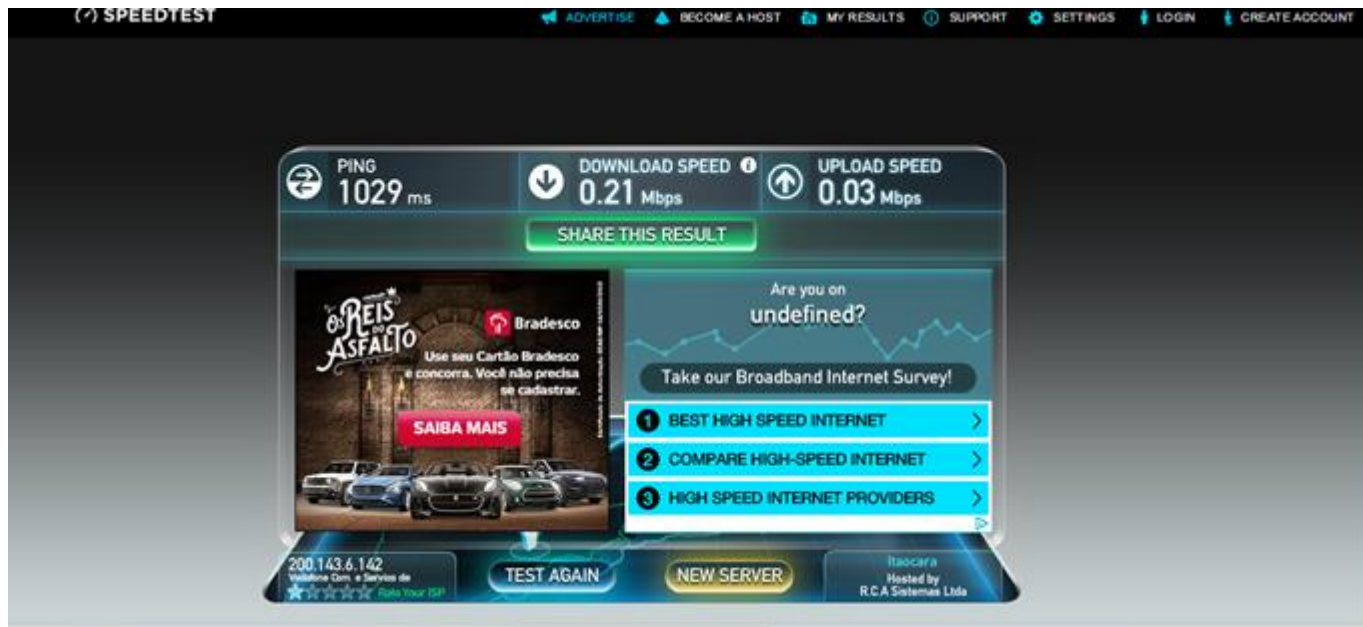 SPEEDTEST
ADVERTISE
BECOME A HOST
MY RESULTS
SUPPORT
SETTINGS
LOGIN
CREATE ACCOUNT
PING
1029 ms
DOWNLOAD SPEED
0.21 Mbps
UPLOAD SPEED
0.03 Mbps
SHARE THIS RESULT
OS REIS
DO
ASFALTO
Bradesco
Use seu Cartão Bradesco
e concorra. Você não precisa
se cadastrar.
SAIBA MAIS
Are you on
undefined?
Take our Broadband Internet Survey!
1 BEST HIGH SPEED INTERNET
2 COMPARE HIGH-SPEED INTERNET
3 HIGH SPEED INTERNET PROVIDERS
200.143.6.142
Vodafone Com. e Servios de
Rate Your ISP
TEST AGAIN
NEW SERVER
Itaocara
Hosted by
R.C.A Sistemas Ltda